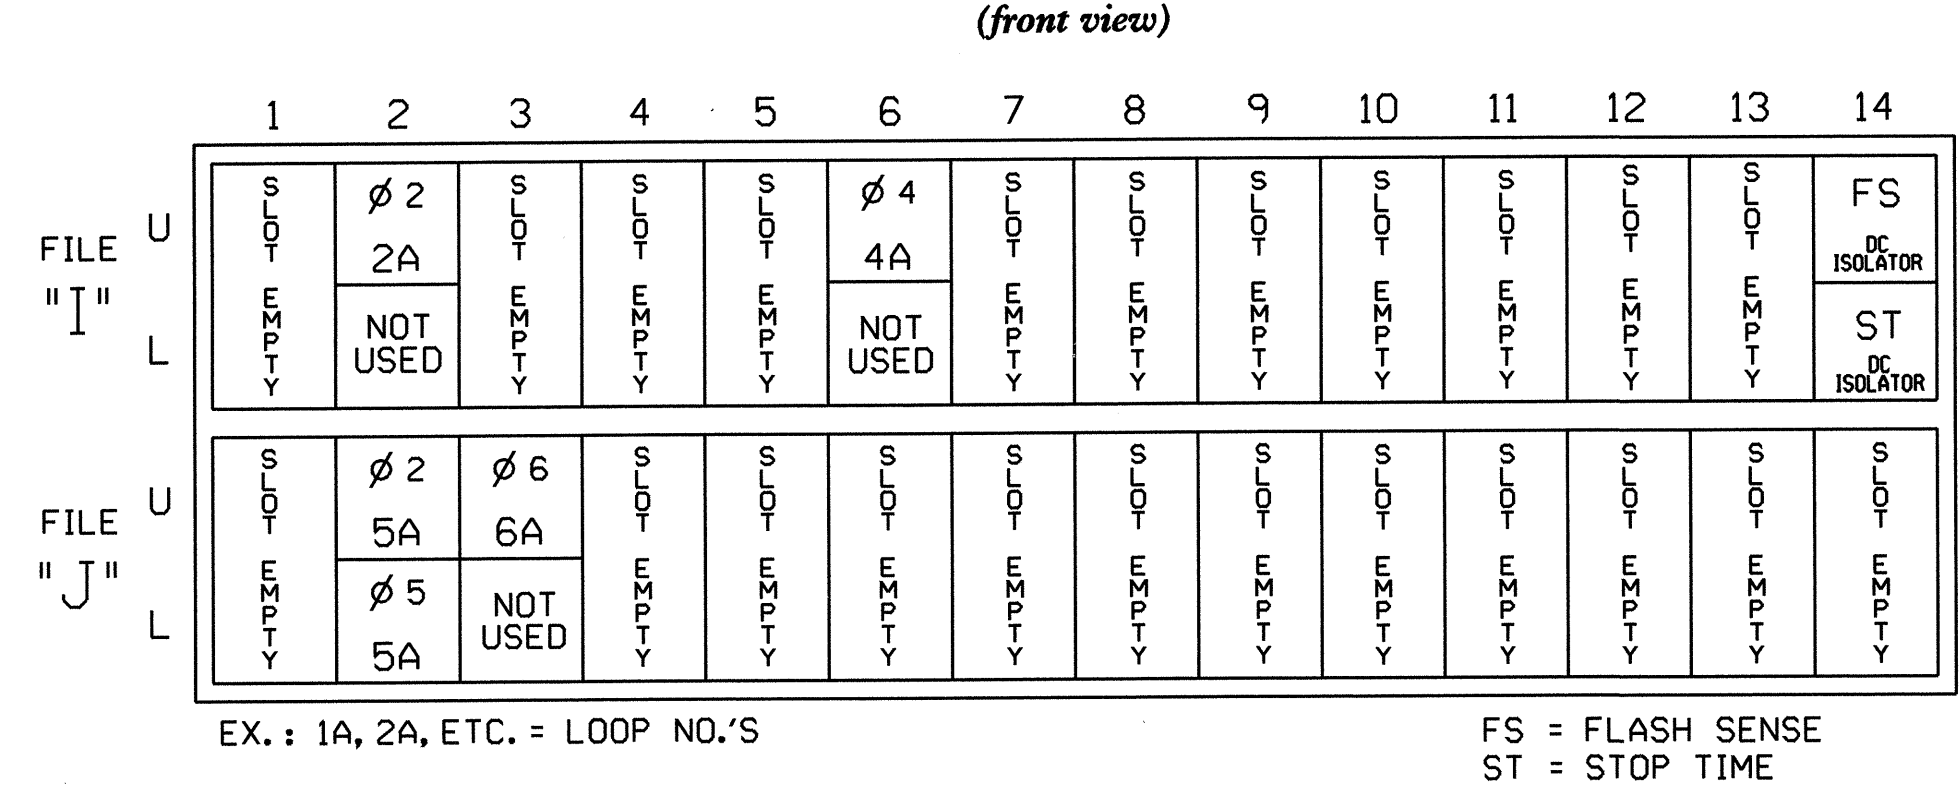 (front view)
1 2 3 4 5 6 7 8 9 10 11 12 13 14
FILE "I"
U
L
SLOT EMPTY
Ø 2
2A
NOT USED
SLOT EMPTY
SLOT EMPTY
SLOT EMPTY
Ø 4
4A
NOT USED
SLOT EMPTY
SLOT EMPTY
SLOT EMPTY
SLOT EMPTY
SLOT EMPTY
SLOT EMPTY
SLOT EMPTY
FS
DC
ISOLATOR
ST
DC
ISOLATOR
FILE "J"
U
L
SLOT EMPTY
Ø 2
5A
Ø 5
5A
Ø 6
6A
NOT USED
SLOT EMPTY
SLOT EMPTY
SLOT EMPTY
SLOT EMPTY
SLOT EMPTY
SLOT EMPTY
SLOT EMPTY
SLOT EMPTY
SLOT EMPTY
SLOT EMPTY
SLOT EMPTY
EX.: 1A, 2A, ETC. = LOOP NO.'S
FS = FLASH SENSE
ST = STOP TIME